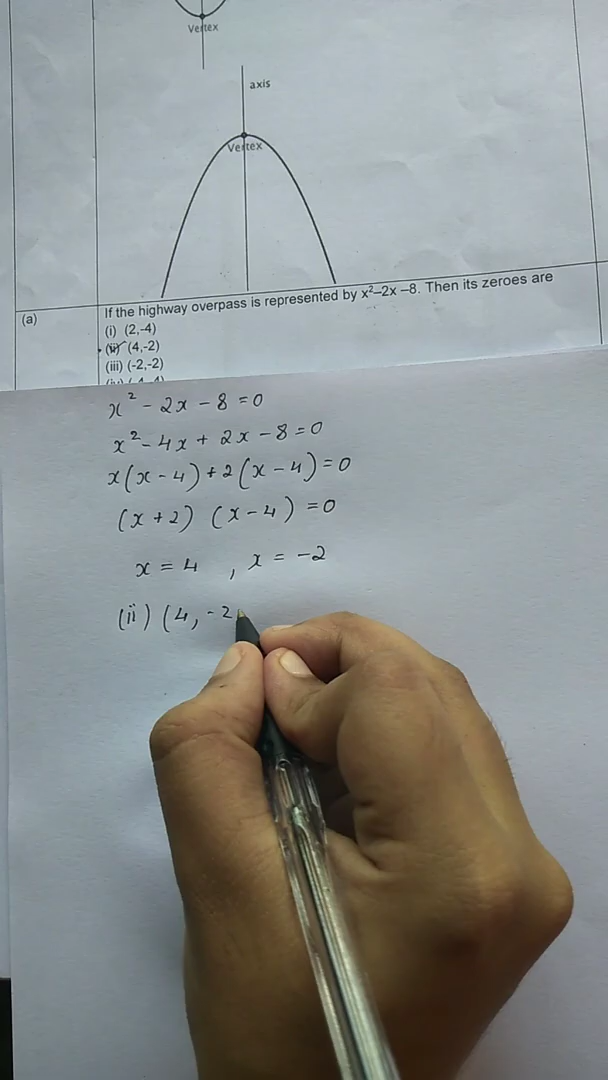 Vertex
axis
Vertex
(a)
If the highway overpass is represented by x²–2x –8. Then its zeroes are
(i) (2,-4)
(ii) (4,-2)
(iii) (-2,-2)
x² - 2x - 8 = 0
x² - 4x + 2x - 8 = 0
x(x - 4) + 2(x - 4) = 0
(x + 2) (x - 4) = 0
x = 4 , x = -2
(ii) (4, -2